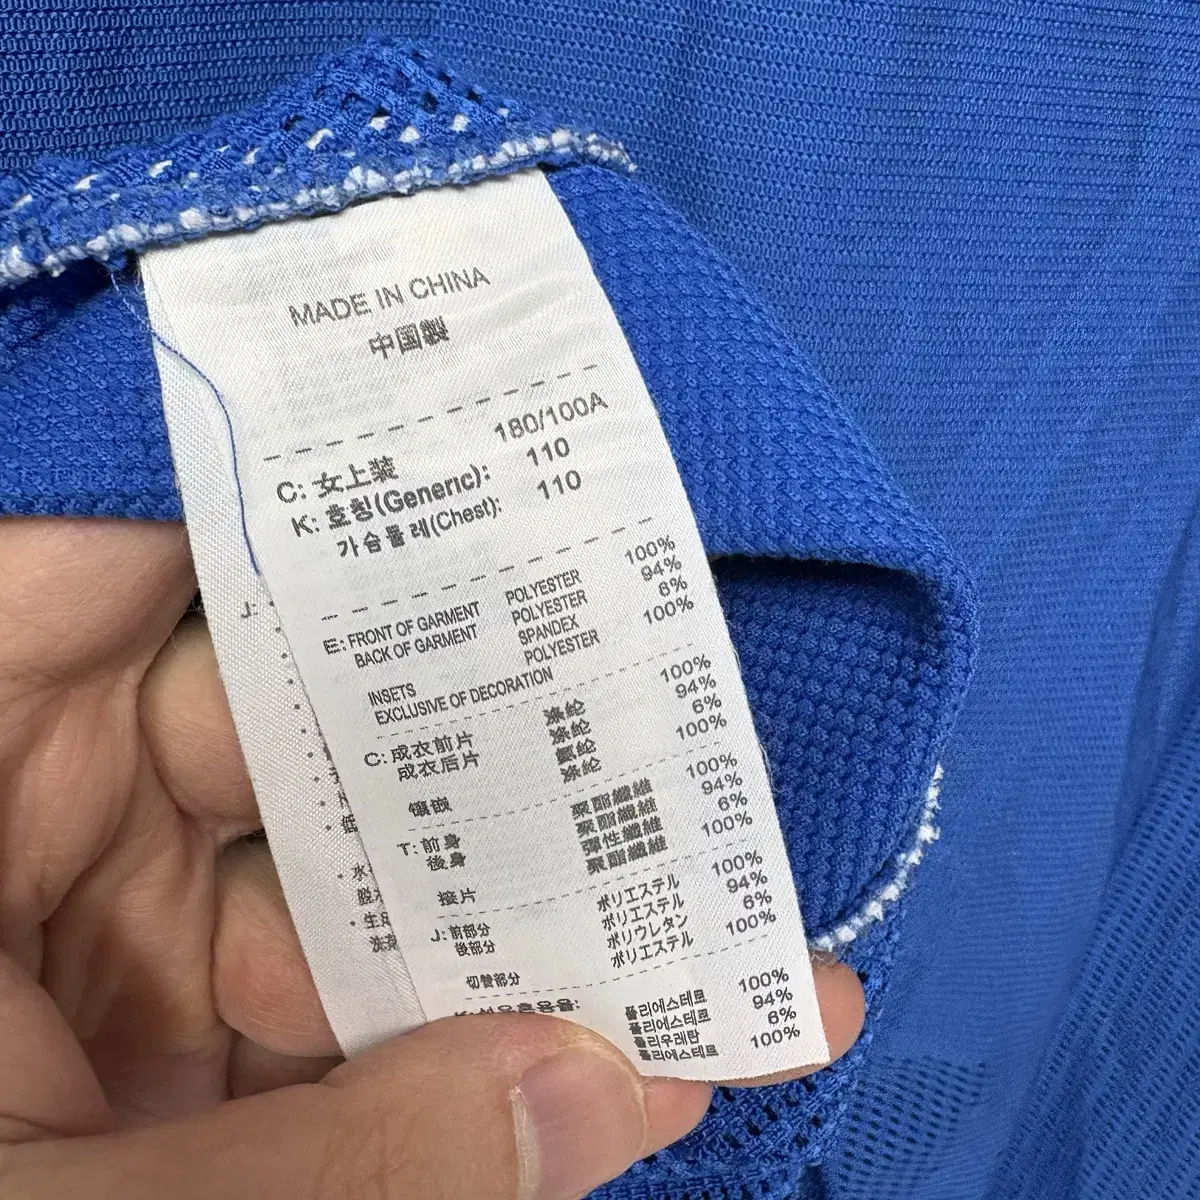 MADE IN CHINA
中国製
C: 女上装 180/100A
K: 호칭(Generic): 110
가슴둘레(Chest): 110
E: FRONT OF GARMENT POLYESTER 100%
BACK OF GARMENT POLYESTER 94%
SPANDEX 6%
INSETS POLYESTER 100%
EXCLUSIVE OF DECORATION
C: 成衣前片 涤纶 100%
成衣后片 涤纶 94%
氨纶 6%
镶嵌 涤纶 100%
T: 前身 聚酯纖維 100%
後身 聚酯纖維 94%
彈性纖維 6%
接片 聚酯纖維 100%
J: 前部分 ポリエステル 100%
後部分 ポリエステル 94%
ポリウレタン 6%
切替部分 ポリエステル 100%
폴리에스테르 100%
폴리에스테르 94%
폴리우레탄 6%
폴리에스테르 100%
J: